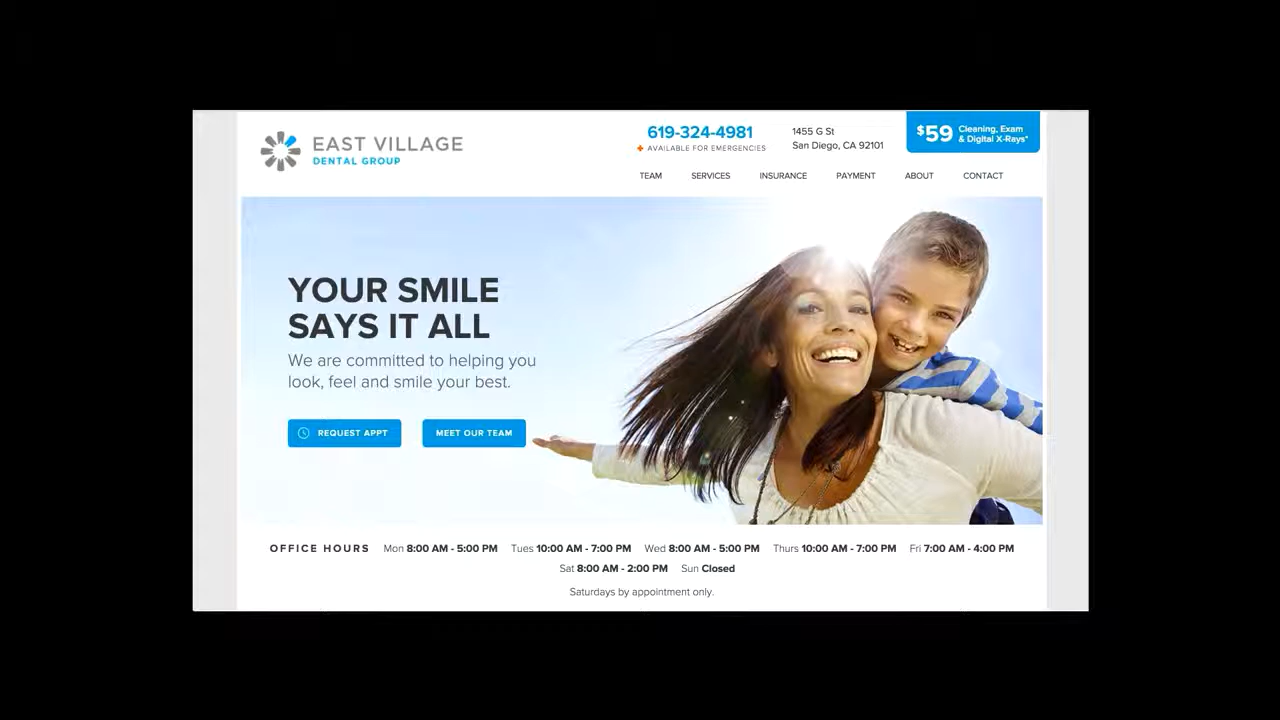 EAST VILLAGE
DENTAL GROUP
619-324-4981
AVAILABLE FOR EMERGENCIES
1455 G St
San Diego, CA 92101
$59 Cleaning, Exam
& Digital X-Rays*
TEAM SERVICES INSURANCE PAYMENT ABOUT CONTACT
YOUR SMILE
SAYS IT ALL
We are committed to helping you
look, feel and smile your best.
REQUEST APPT MEET OUR TEAM
OFFICE HOURS Mon 8:00 AM - 5:00 PM Tues 10:00 AM - 7:00 PM Wed 8:00 AM - 5:00 PM Thurs 10:00 AM - 7:00 PM Fri 7:00 AM - 4:00 PM
Sat 8:00 AM - 2:00 PM Sun Closed
Saturdays by appointment only.